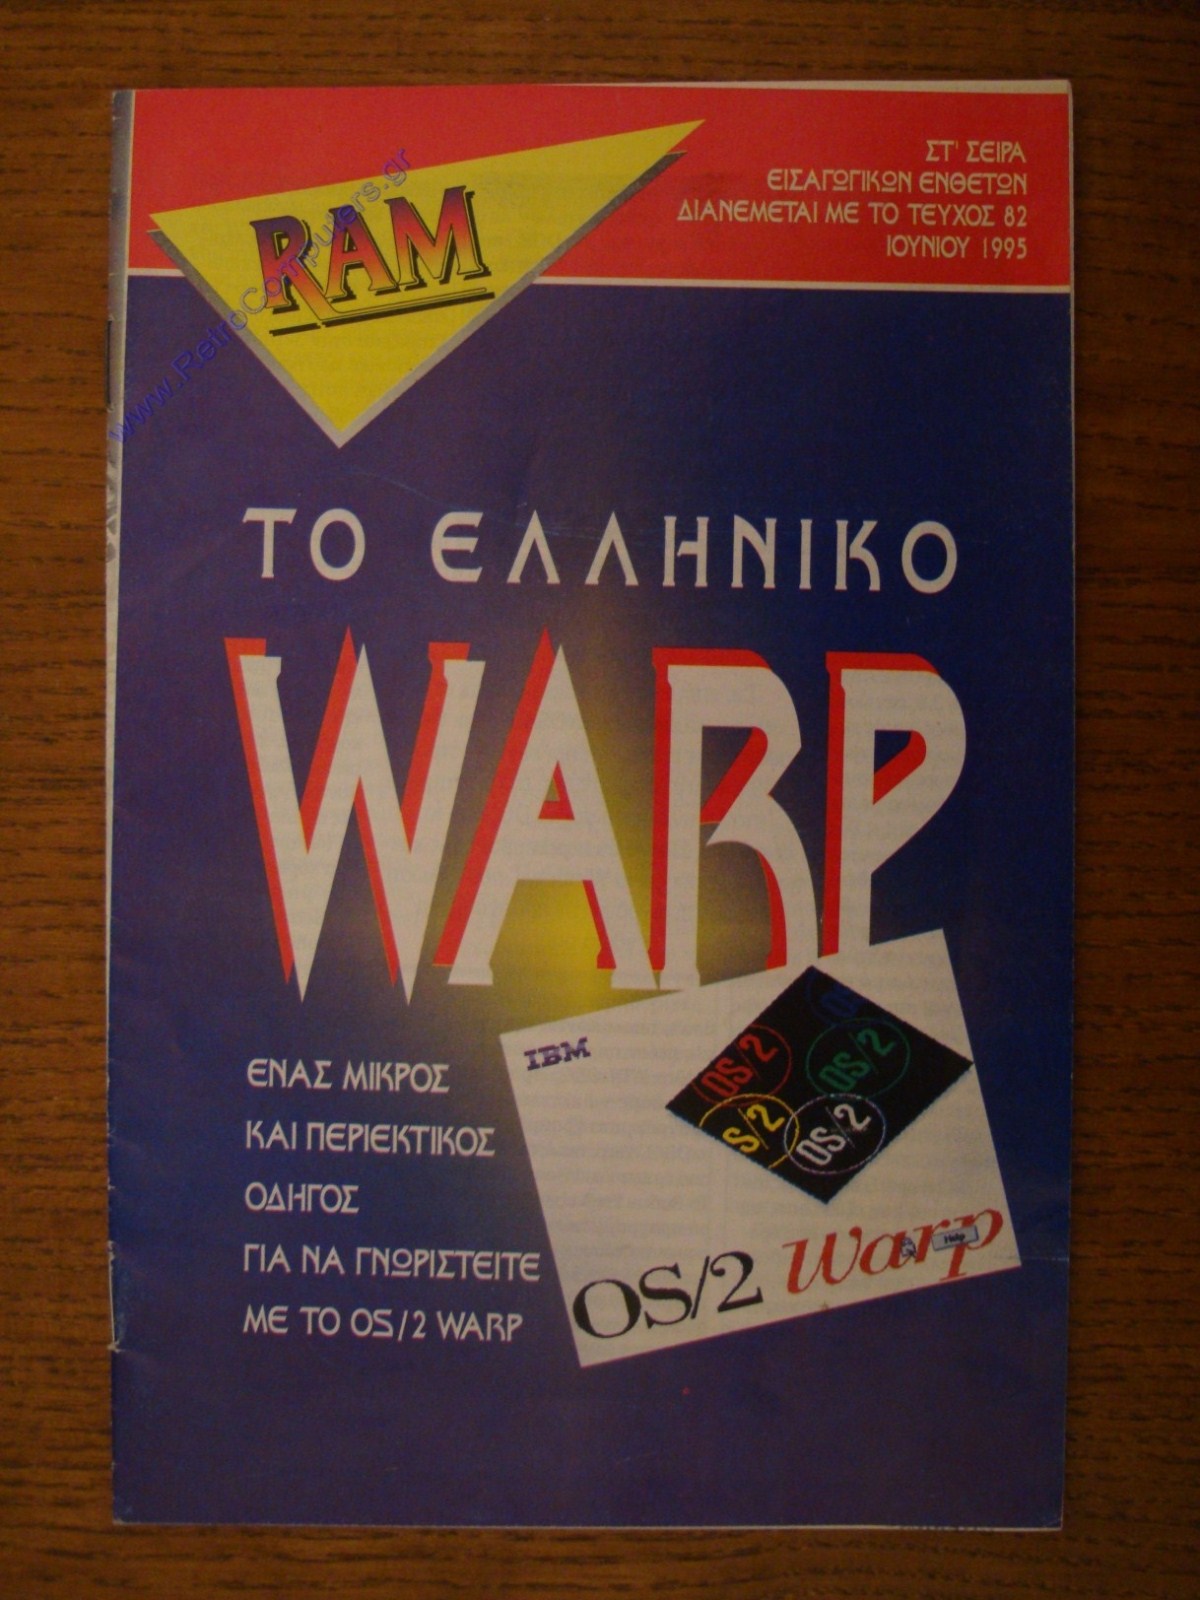 RAM
www.RetroComputers.gr
ΣΤ' ΣΕΙΡΑ
ΕΙΣΑΓΩΓΙΚΩΝ ΕΝΘΕΤΩΝ
ΔΙΑΝΕΜΕΤΑΙ ΜΕ ΤΟ ΤΕΥΧΟΣ 82
ΙΟΥΝΙΟΥ 1995
ΤΟ ΕΛΛΗΝΙΚΟ
WARP
ΕΝΑΣ ΜΙΚΡΟΣ
ΚΑΙ ΠΕΡΙΕΚΤΙΚΟΣ
ΟΔΗΓΟΣ
ΓΙΑ ΝΑ ΓΝΩΡΙΣΤΕΙΤΕ
ΜΕ ΤΟ OS/2 WARP
IBM
OS
OS/2
OS/2
S/2
OS/2
OS/2 Warp
Help